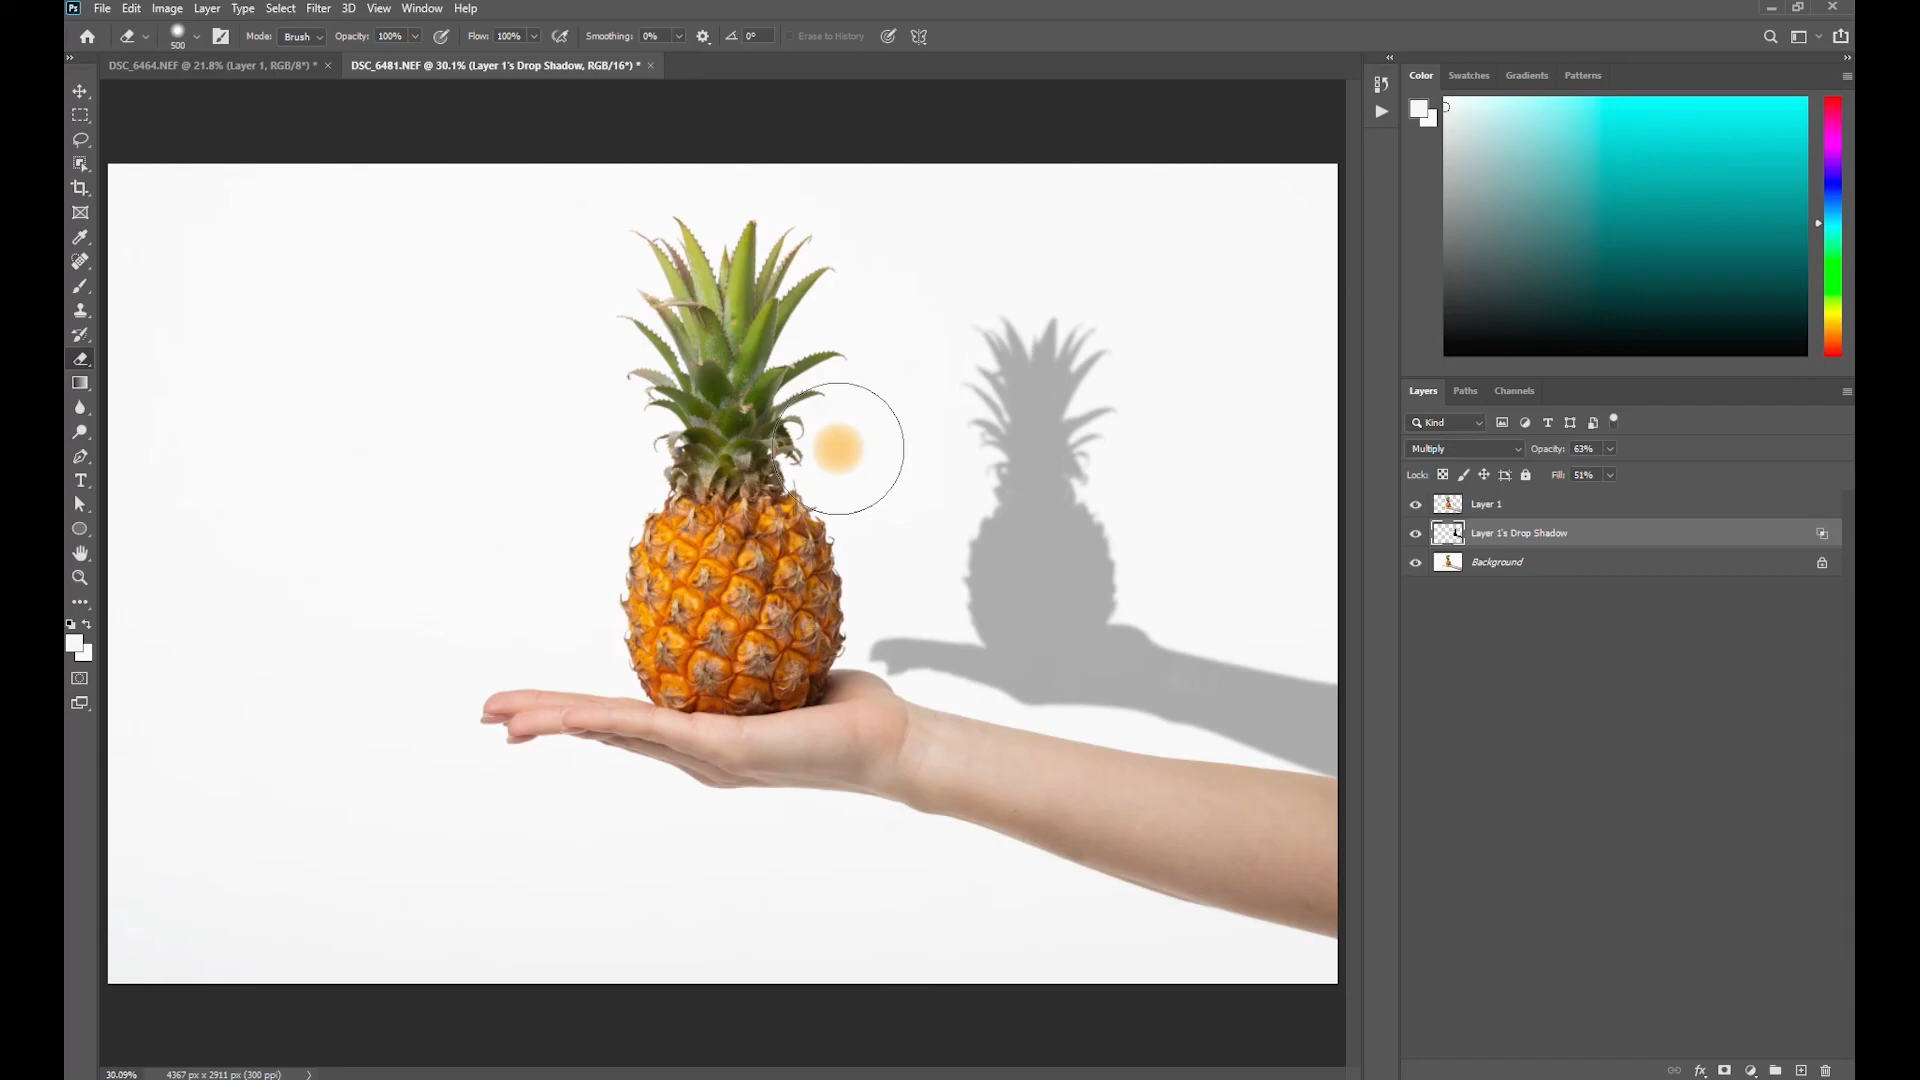 Ps File Edit Image Layer Type Select Filter 3D View Window Help
500 Mode: Brush Opacity: 100% Flow: 100% Smoothing: 0% 0° Erase to History
DSC_6464.NEF @ 21.8% (Layer 1, RGB/8*) * × DSC_6481.NEF @ 30.1% (Layer 1's Drop Shadow, RGB/16*) * ×
Color Swatches Gradients Patterns
Layers Paths Channels
Kind
Multiply Opacity: 63%
Lock: Fill: 51%
Layer 1
Layer 1's Drop Shadow
Background
30.09% 4367 px x 2911 px (300 ppi)